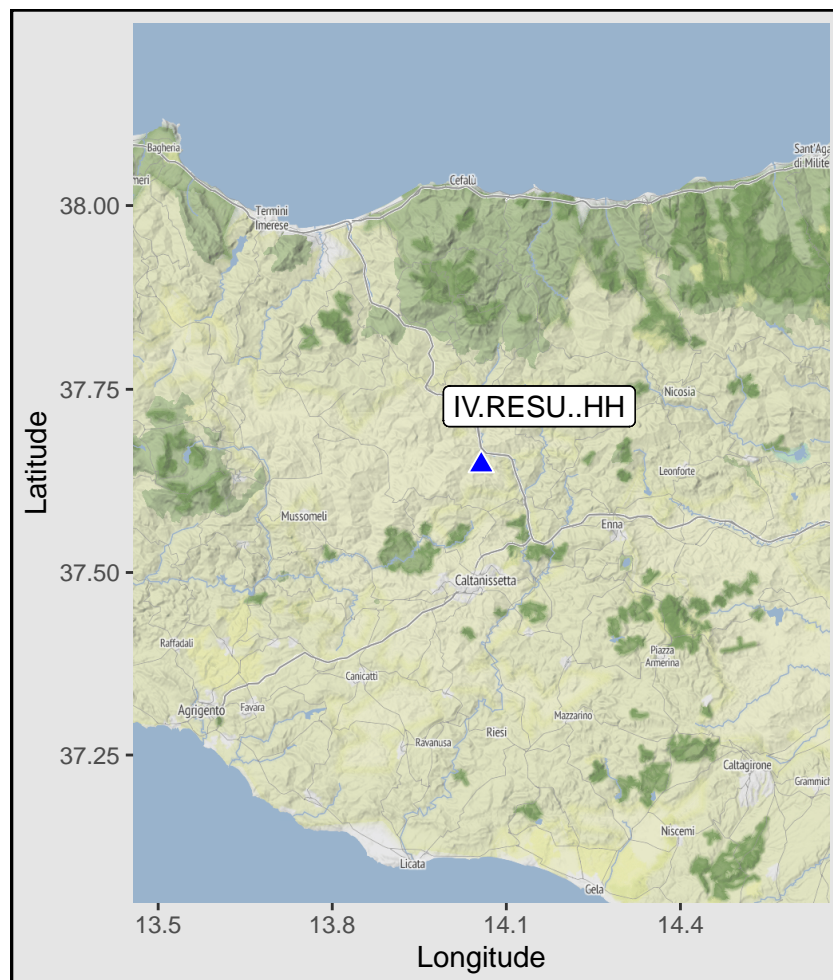 Bagheria
meri
Sant'Aga
di Milite
Cefalù
38.00
Termini
Imerese
37.75
IV.RESU..HH
Nicosia
Latitude
Leonforte
Mussomeli
Enna
37.50
Caltanissetta
Raffadali
Piazza
Armerina
Canicattì
Agrigento
Favara
Mazzarino
Riesi
Ravanusa
37.25
Caltagirone
Grammich
Niscemi
Licata
Gela
13.5
13.8
14.1
14.4
Longitude